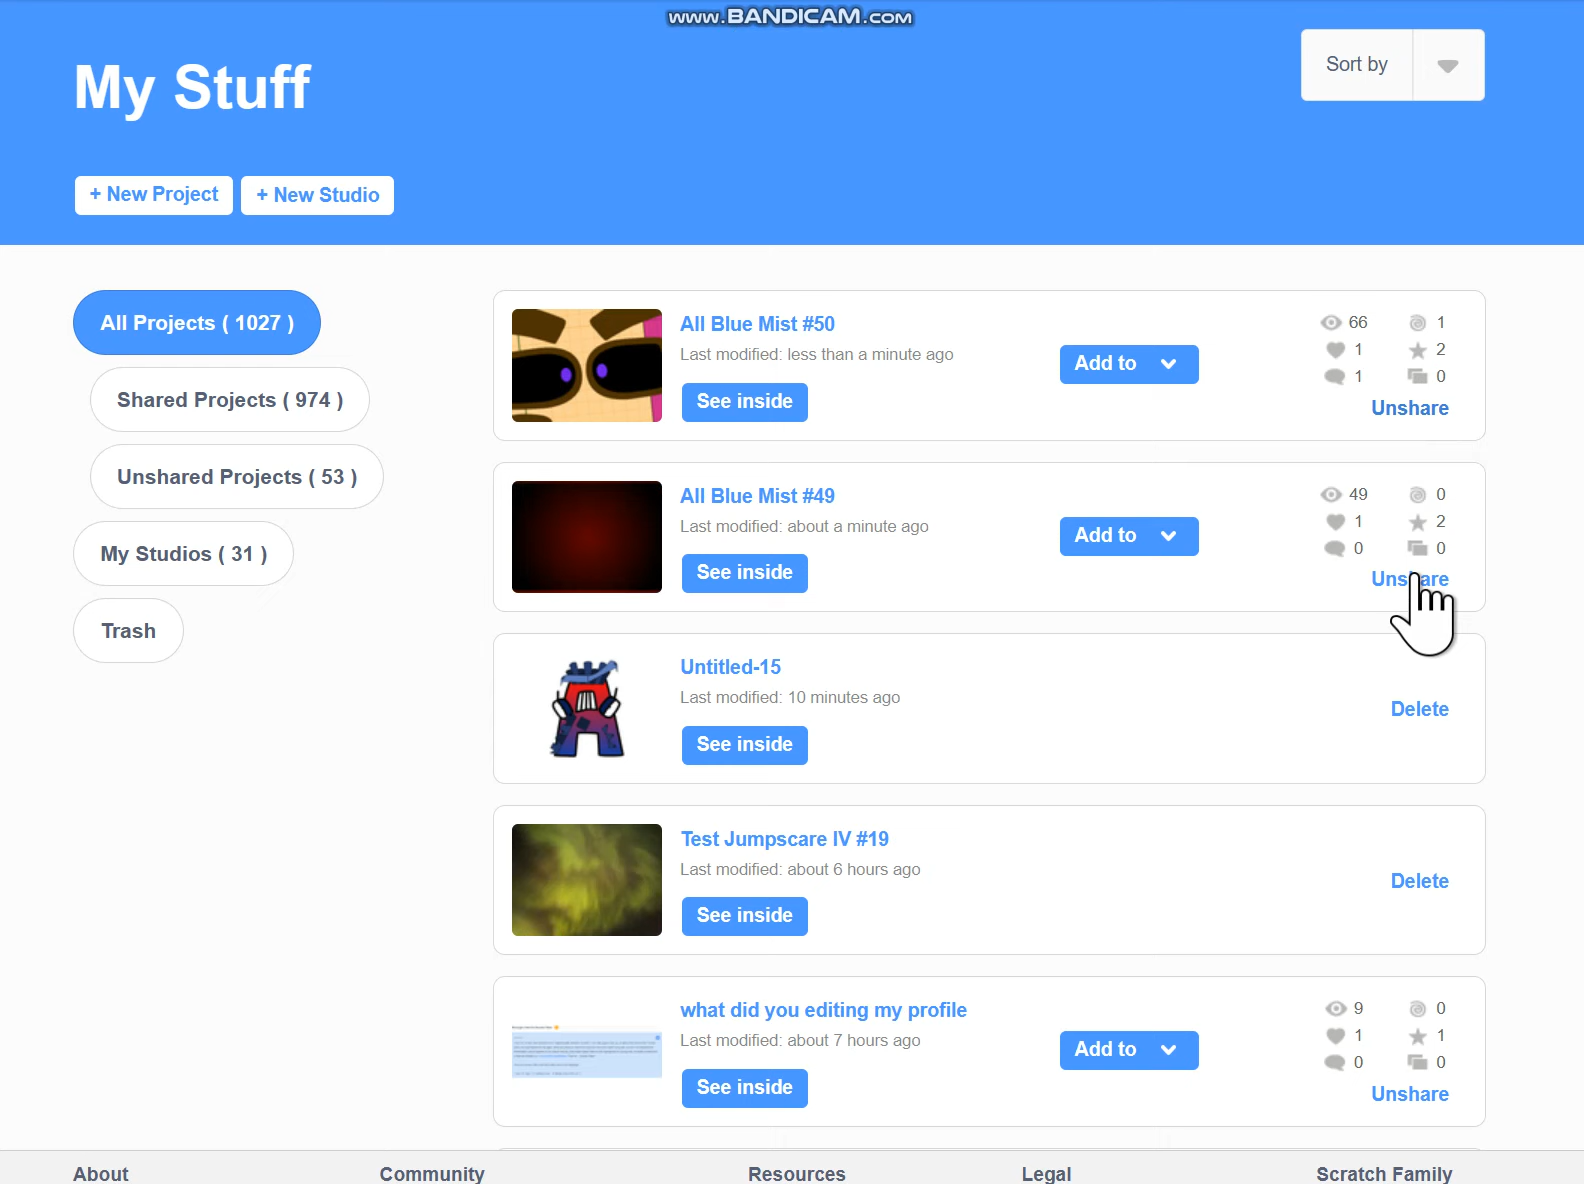 www.BANDICAM.COM
My Stuff
Sort by
+ New Project
+ New Studio
All Projects ( 1027 )
Shared Projects ( 974 )
Unshared Projects ( 53 )
My Studios ( 31 )
Trash
All Blue Mist #50
Last modified: less than a minute ago
See inside
Add to
66 1
1 2
1 0
Unshare
All Blue Mist #49
Last modified: about a minute ago
See inside
Add to
49 0
1 2
0 0
Unshare
Untitled-15
Last modified: 10 minutes ago
See inside
Delete
Test Jumpscare IV #19
Last modified: about 6 hours ago
See inside
Delete
what did you editing my profile
Last modified: about 7 hours ago
See inside
Add to
9 0
1 1
0 0
Unshare
About Community Resources Legal Scratch Family